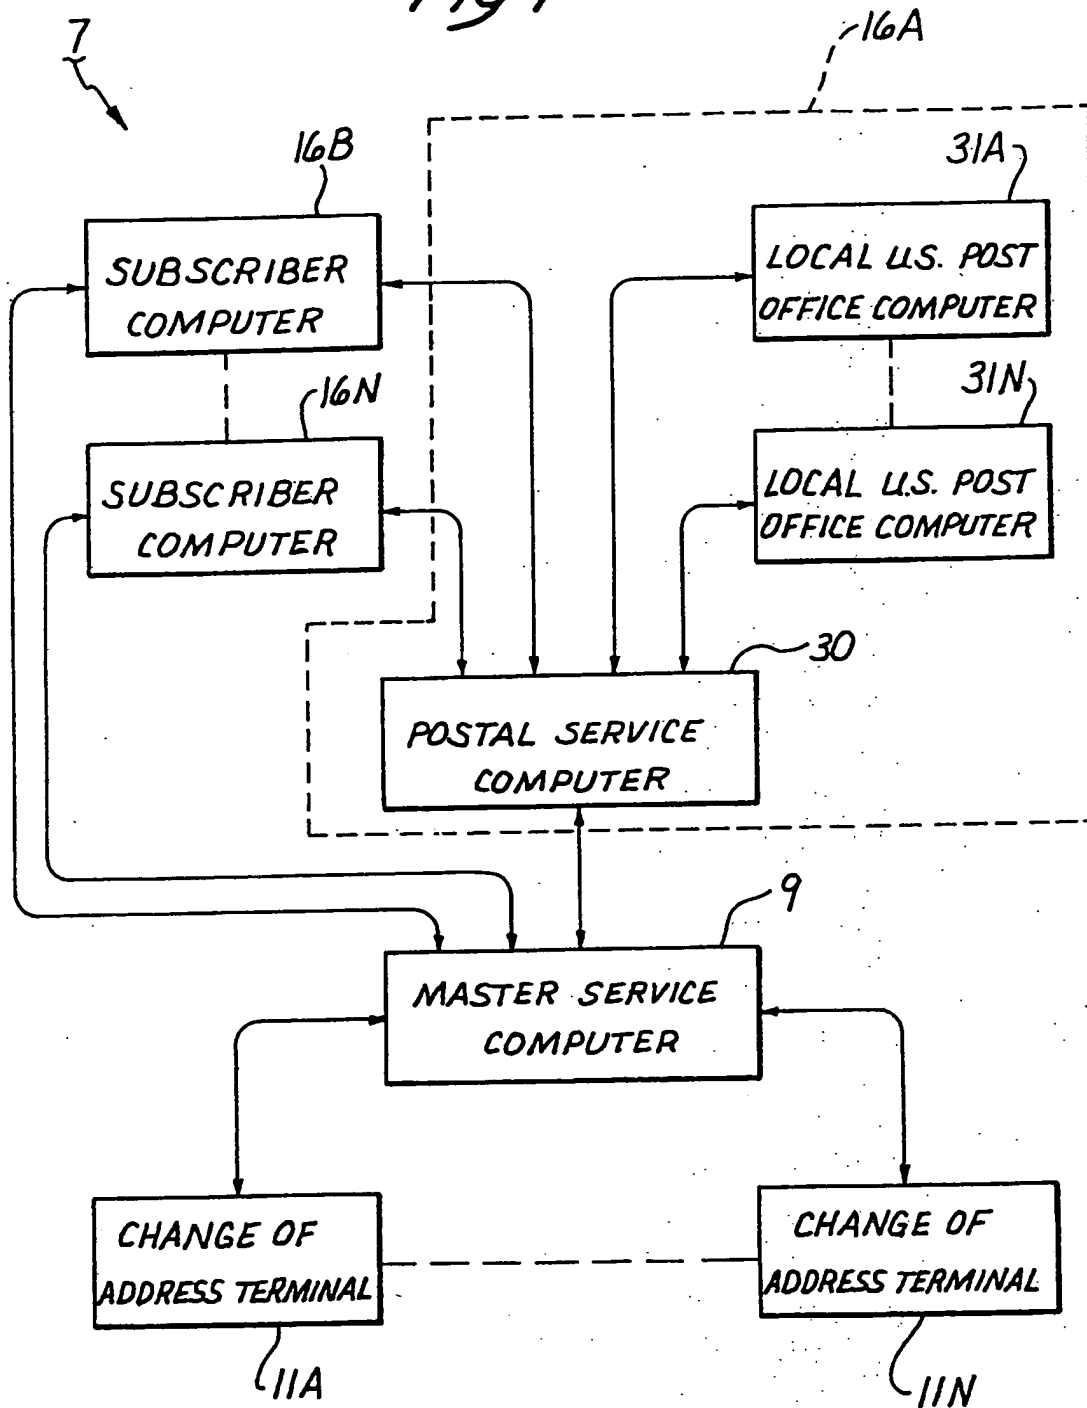 7
16A
16B
31A
SUBSCRIBER
COMPUTER
LOCAL U.S. POST
OFFICE COMPUTER
16N
31N
SUBSCRIBER
COMPUTER
LOCAL U.S. POST
OFFICE COMPUTER
30
POSTAL SERVICE
COMPUTER
9
MASTER SERVICE
COMPUTER
CHANGE OF
ADDRESS TERMINAL
CHANGE OF
ADDRESS TERMINAL
11A
11N